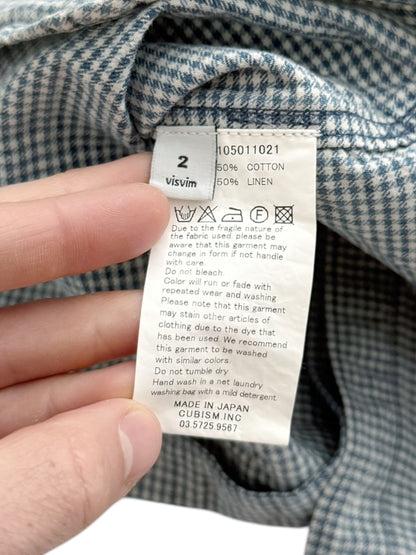 2
visvim
105011021
50% COTTON
50% LINEN
Due to the fragile nature of
the fabric used, please be
aware that this garment may
change in form if not handle
with care.
Do not bleach.
Color will run or fade with
repeated wear and washing
Please note that this garment
may stain other articles of
clothing due to the dye that
has been used. We recommend
this garment to be washed
with similar colors.
Do not tumble dry
Hand wash in a net laundry
washing bag with a mild detergent.
MADE IN JAPAN
CUBISM.INC
03.5725.9567